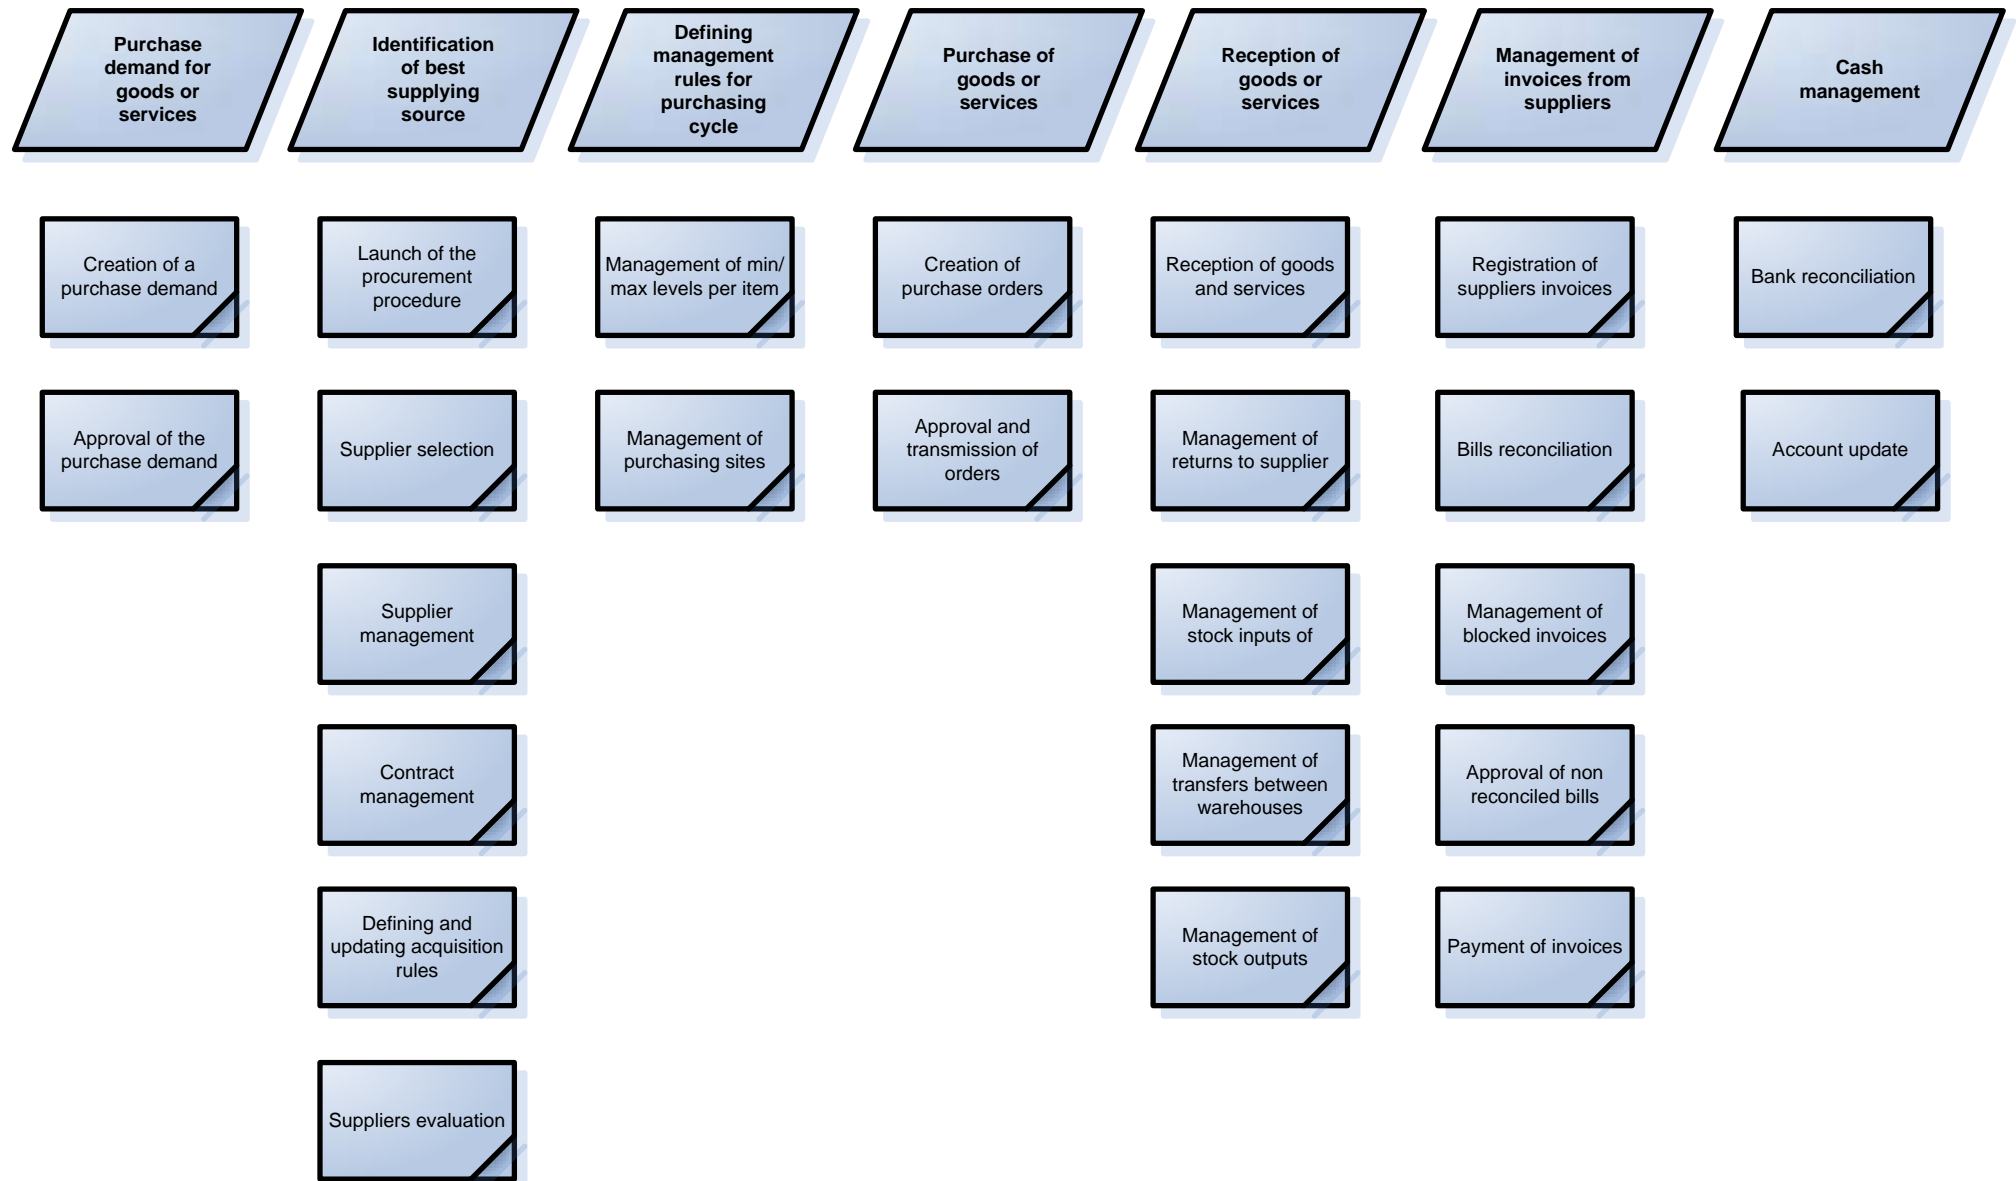 Purchase
demand for
goods or
services
Identification
of best
supplying
source
Defining
management
rules for
purchasing
cycle
Purchase of
goods or
services
Reception of
goods or
services
Management of
invoices from
suppliers
Cash
management
Creation of a
purchase demand
Launch of the
procurement
procedure
Management of min/
max levels per item
Creation of
purchase orders
Reception of goods
and services
Registration of
suppliers invoices
Bank reconciliation
Approval of the
purchase demand
Supplier selection
Management of
purchasing sites
Approval and
transmission of
orders
Management of
returns to supplier
Bills reconciliation
Account update
Supplier
management
Management of
stock inputs of
Management of
blocked invoices
Contract
management
Management of
transfers between
warehouses
Approval of non
reconciled bills
Defining and
updating acquisition
rules
Management of
stock outputs
Payment of invoices
Suppliers evaluation